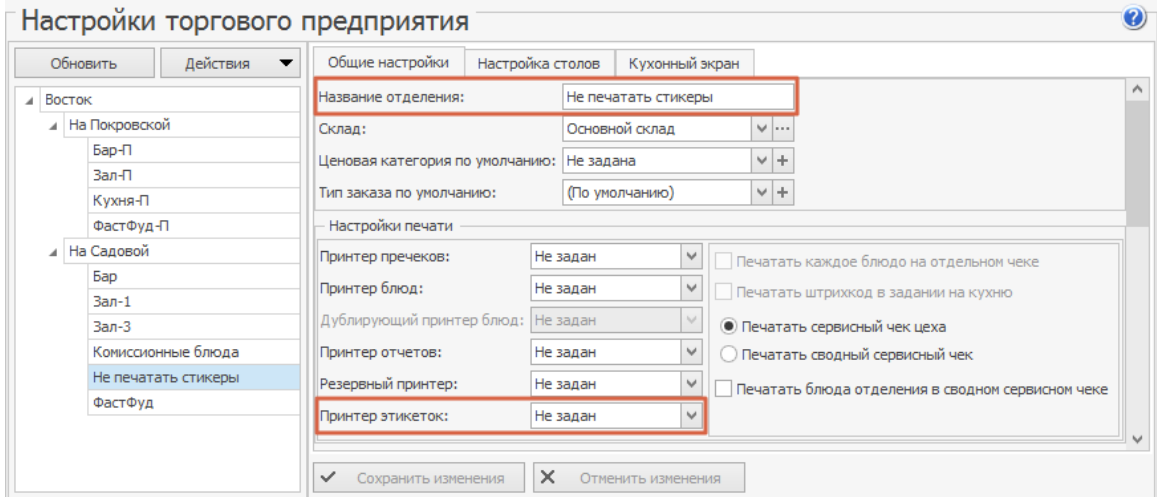 Настройки торгового предприятия
Обновить
Действия
Восток
На Покровской
Бар-П
Зал-П
Кухня-П
ФастФуд-П
На Садовой
Бар
Зал-1
Зал-3
Комиссионные блюда
Не печатать стикеры
ФастФуд
Общие настройки
Настройка столов
Кухонный экран
Название отделения: Не печатать стикеры
Склад: Основной склад
Ценовая категория по умолчанию: Не задана
Тип заказа по умолчанию: (По умолчанию)
Настройки печати
Принтер пречеков: Не задан
Принтер блюд: Не задан
Дублирующий принтер блюд: Не задан
Принтер отчетов: Не задан
Резервный принтер: Не задан
Принтер этикеток: Не задан
Печатать каждое блюдо на отдельном чеке
Печатать штрихкод в задании на кухню
Печатать сервисный чек цеха
Печатать сводный сервисный чек
Печатать блюда отделения в сводном сервисном чеке
Сохранить изменения
Отменить изменения